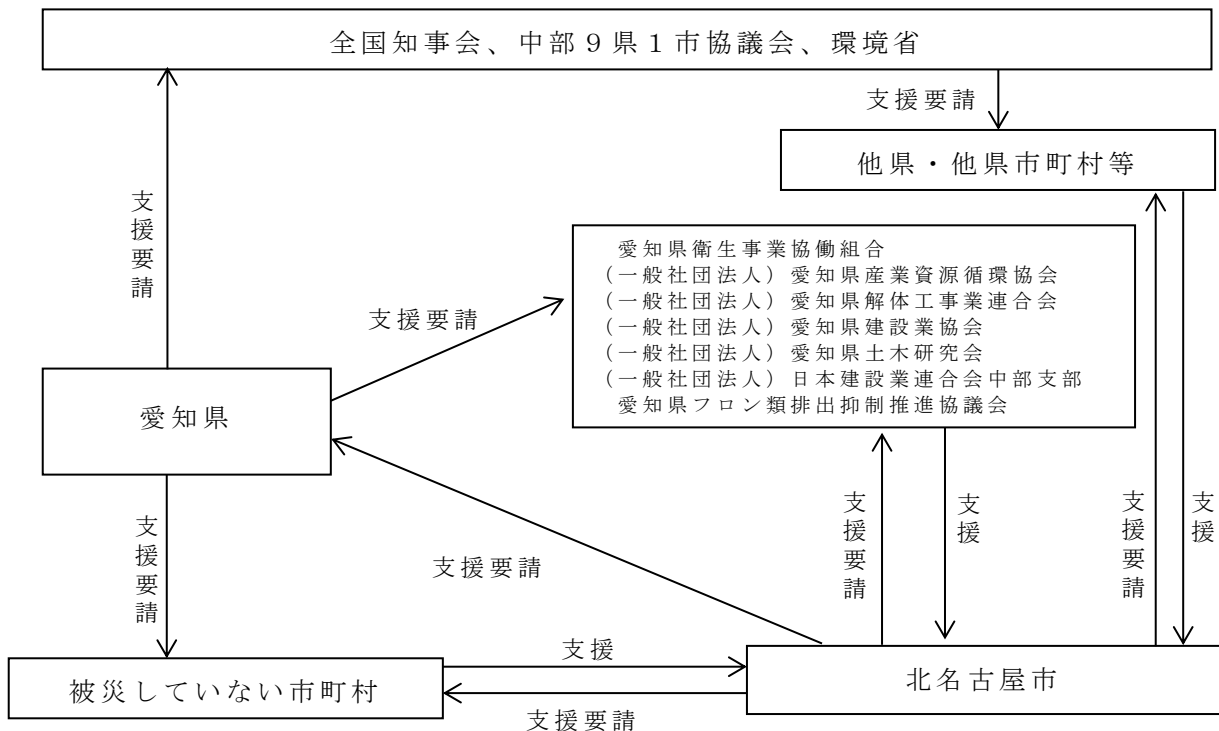 全国知事会、中部９県１市協議会、環境省
支援要請
他県・他県市町村等
支援要請
愛知県衛生事業協働組合
（一般社団法人）愛知県産業資源循環協会
（一般社団法人）愛知県解体工事業連合会
（一般社団法人）愛知県建設業協会
（一般社団法人）愛知県土木研究会
（一般社団法人）日本建設業連合会中部支部
愛知県フロン類排出抑制推進協議会
支援要請
愛知県
支援要請
支援要請
支援要請
支援
支援要請
支援
支援
被災していない市町村
北名古屋市
支援要請